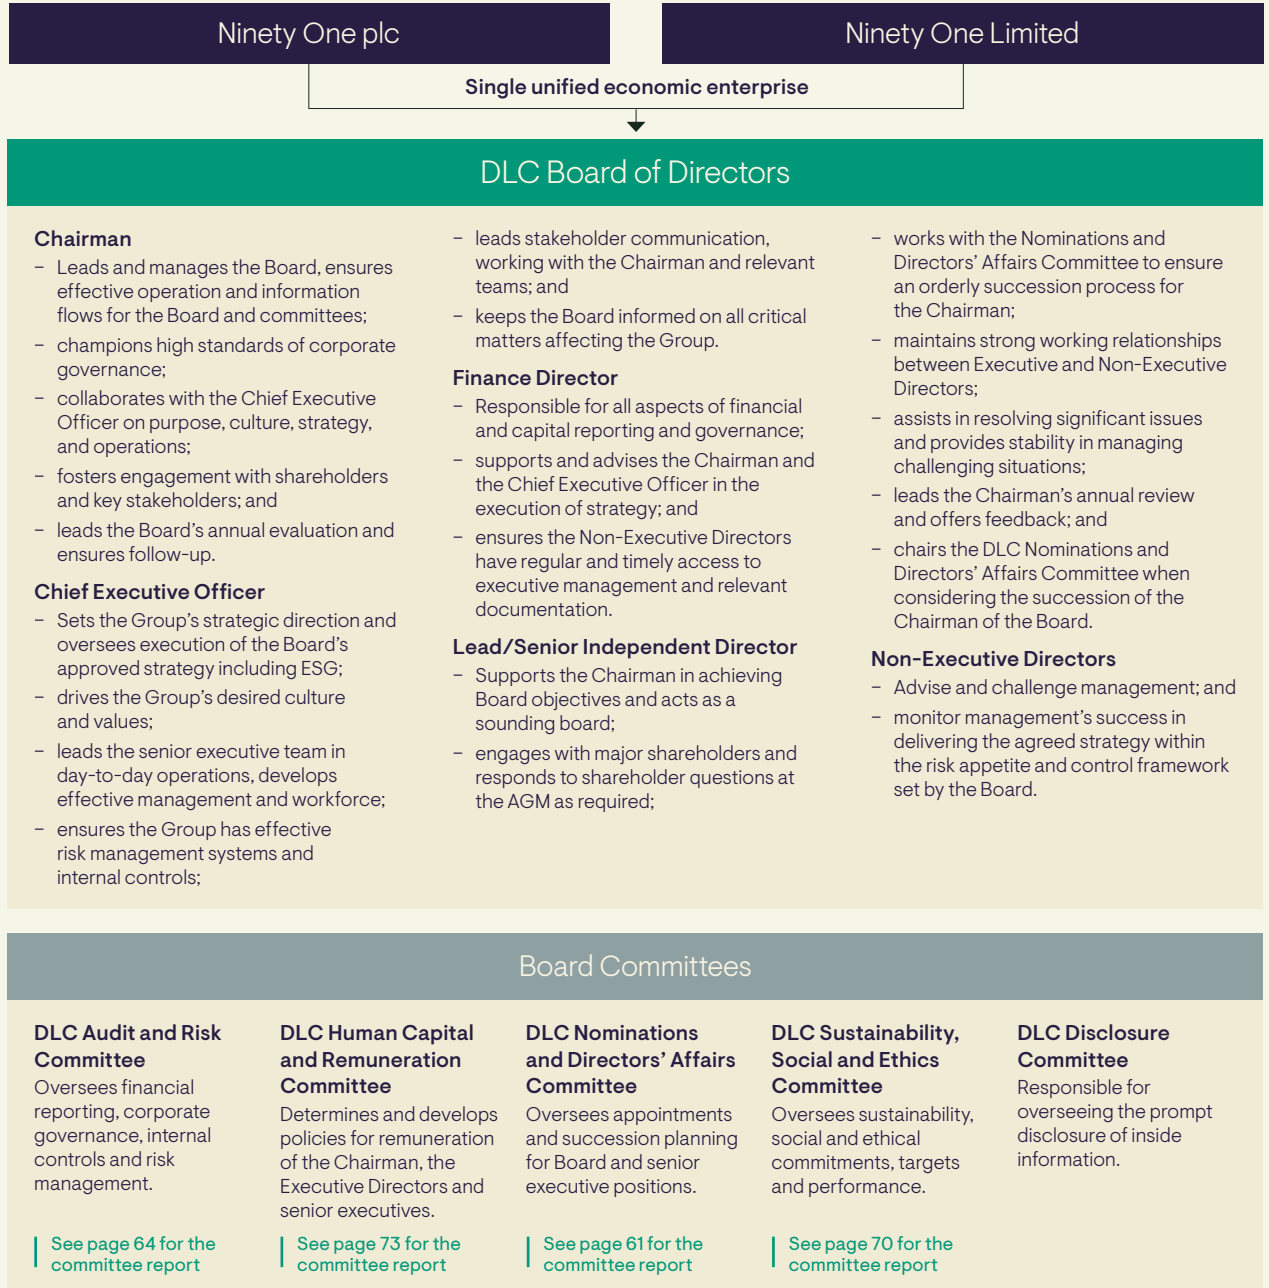 Ninety One plc
Ninety One Limited
Single unified economic enterprise
DLC Board of Directors
Chairman
– Leads and manages the Board, ensures
effective operation and information
flows for the Board and committees;
– champions high standards of corporate
governance;
– collaborates with the Chief Executive
Officer on purpose, culture, strategy,
and operations;
– fosters engagement with shareholders
and key stakeholders; and
– leads the Board’s annual evaluation and
ensures follow-up.
Chief Executive Officer
– Sets the Group’s strategic direction and
oversees execution of the Board’s
approved strategy including ESG;
– drives the Group’s desired culture
and values;
– leads the senior executive team in
day-to-day operations, develops
effective management and workforce;
– ensures the Group has effective
risk management systems and
internal controls;
– leads stakeholder communication,
working with the Chairman and relevant
teams; and
– keeps the Board informed on all critical
matters affecting the Group.
Finance Director
– Responsible for all aspects of financial
and capital reporting and governance;
– supports and advises the Chairman and
the Chief Executive Officer in the
execution of strategy; and
– ensures the Non-Executive Directors
have regular and timely access to
executive management and relevant
documentation.
Lead/Senior Independent Director
– Supports the Chairman in achieving
Board objectives and acts as a
sounding board;
– engages with major shareholders and
responds to shareholder questions at
the AGM as required;
– works with the Nominations and
Directors’ Affairs Committee to ensure
an orderly succession process for
the Chairman;
– maintains strong working relationships
between Executive and Non-Executive
Directors;
– assists in resolving significant issues
and provides stability in managing
challenging situations;
– leads the Chairman’s annual review
and offers feedback; and
– chairs the DLC Nominations and
Directors’ Affairs Committee when
considering the succession of the
Chairman of the Board.
Non-Executive Directors
– Advise and challenge management; and
– monitor management’s success in
delivering the agreed strategy within
the risk appetite and control framework
set by the Board.
Board Committees
DLC Audit and Risk
Committee
Oversees financial
reporting, corporate
governance, internal
controls and risk
management.
See page 64 for the
committee report
DLC Human Capital
and Remuneration
Committee
Determines and develops
policies for remuneration
of the Chairman, the
Executive Directors and
senior executives.
See page 73 for the
committee report
DLC Nominations
and Directors’ Affairs
Committee
Oversees appointments
and succession planning
for Board and senior
executive positions.
See page 61 for the
committee report
DLC Sustainability,
Social and Ethics
Committee
Oversees sustainability,
social and ethical
commitments, targets
and performance.
See page 70 for the
committee report
DLC Disclosure
Committee
Responsible for
overseeing the prompt
disclosure of inside
information.